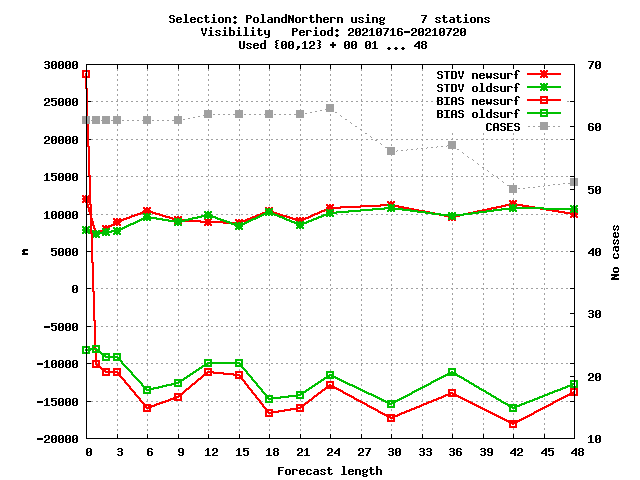 Selection: PolandNorthern using 7 stations
Visibility Period: 20210716-20210720
Used {00,12} + 00 01 ... 48
30000
25000
20000
15000
10000
5000
0
-5000
-10000
-15000
-20000
m
STDV newsurf
STDV oldsurf
BIAS newsurf
BIAS oldsurf
CASES
70
60
50
40
30
20
10
No cases
0 3 6 9 12 15 18 21 24 27 30 33 36 39 42 45 48
Forecast length